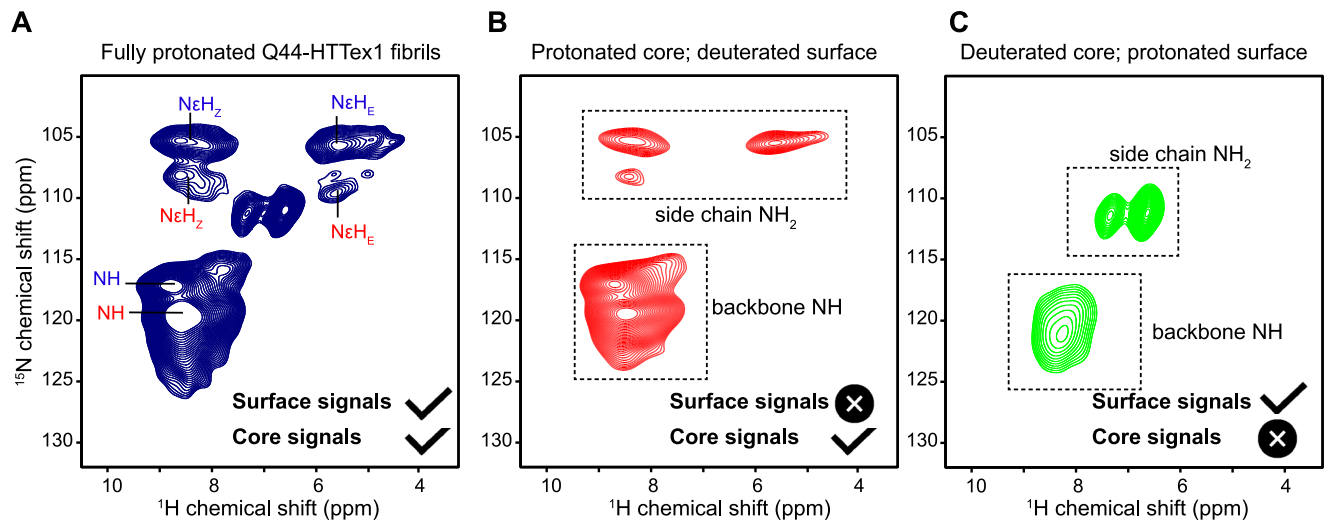 A
Fully protonated Q44-HTTex1 fibrils
NεH_Z
NεH_E
NεH_Z
NεH_E
NH
NH
Surface signals
Core signals
105
110
115
120
125
130
15N chemical shift (ppm)
10
8
6
4
1H chemical shift (ppm)
B
Protonated core; deuterated surface
side chain NH2
backbone NH
Surface signals
Core signals
105
110
115
120
125
130
10
8
6
4
1H chemical shift (ppm)
C
Deuterated core; protonated surface
side chain NH2
backbone NH
Surface signals
Core signals
105
110
115
120
125
130
10
8
6
4
1H chemical shift (ppm)